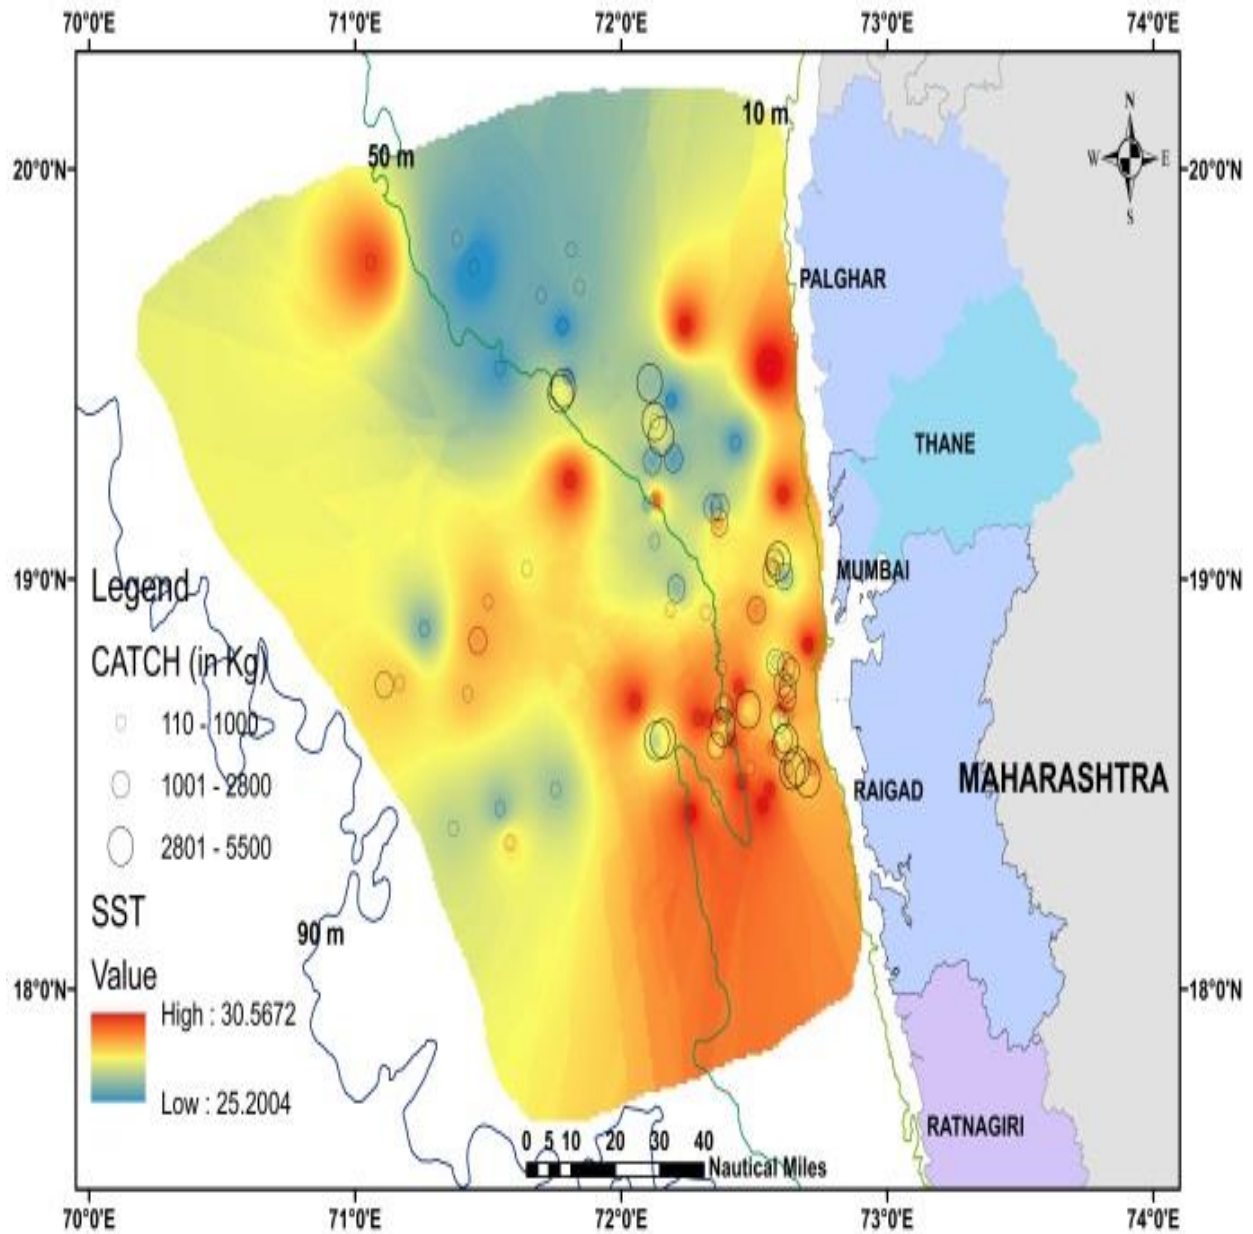 70°0'E 71°0'E 72°0'E 73°0'E 74°0'E
10 m
N
50 m
W E
20°0'N 20°0'N
S
PALGHAR
THANE
19°0'N MUMBAI 19°0'N
Legend
CATCH (in Kg)
110 - 1000
1001 - 2800
RAIGAD MAHARASHTRA
2801 - 5500
SST
90 m
Value
18°0'N 18°0'N
High : 30.5672
Low : 25.2004
RATNAGIRI
0 5 10 20 30 40
Nautical Miles
70°0'E 71°0'E 72°0'E 73°0'E 74°0'E